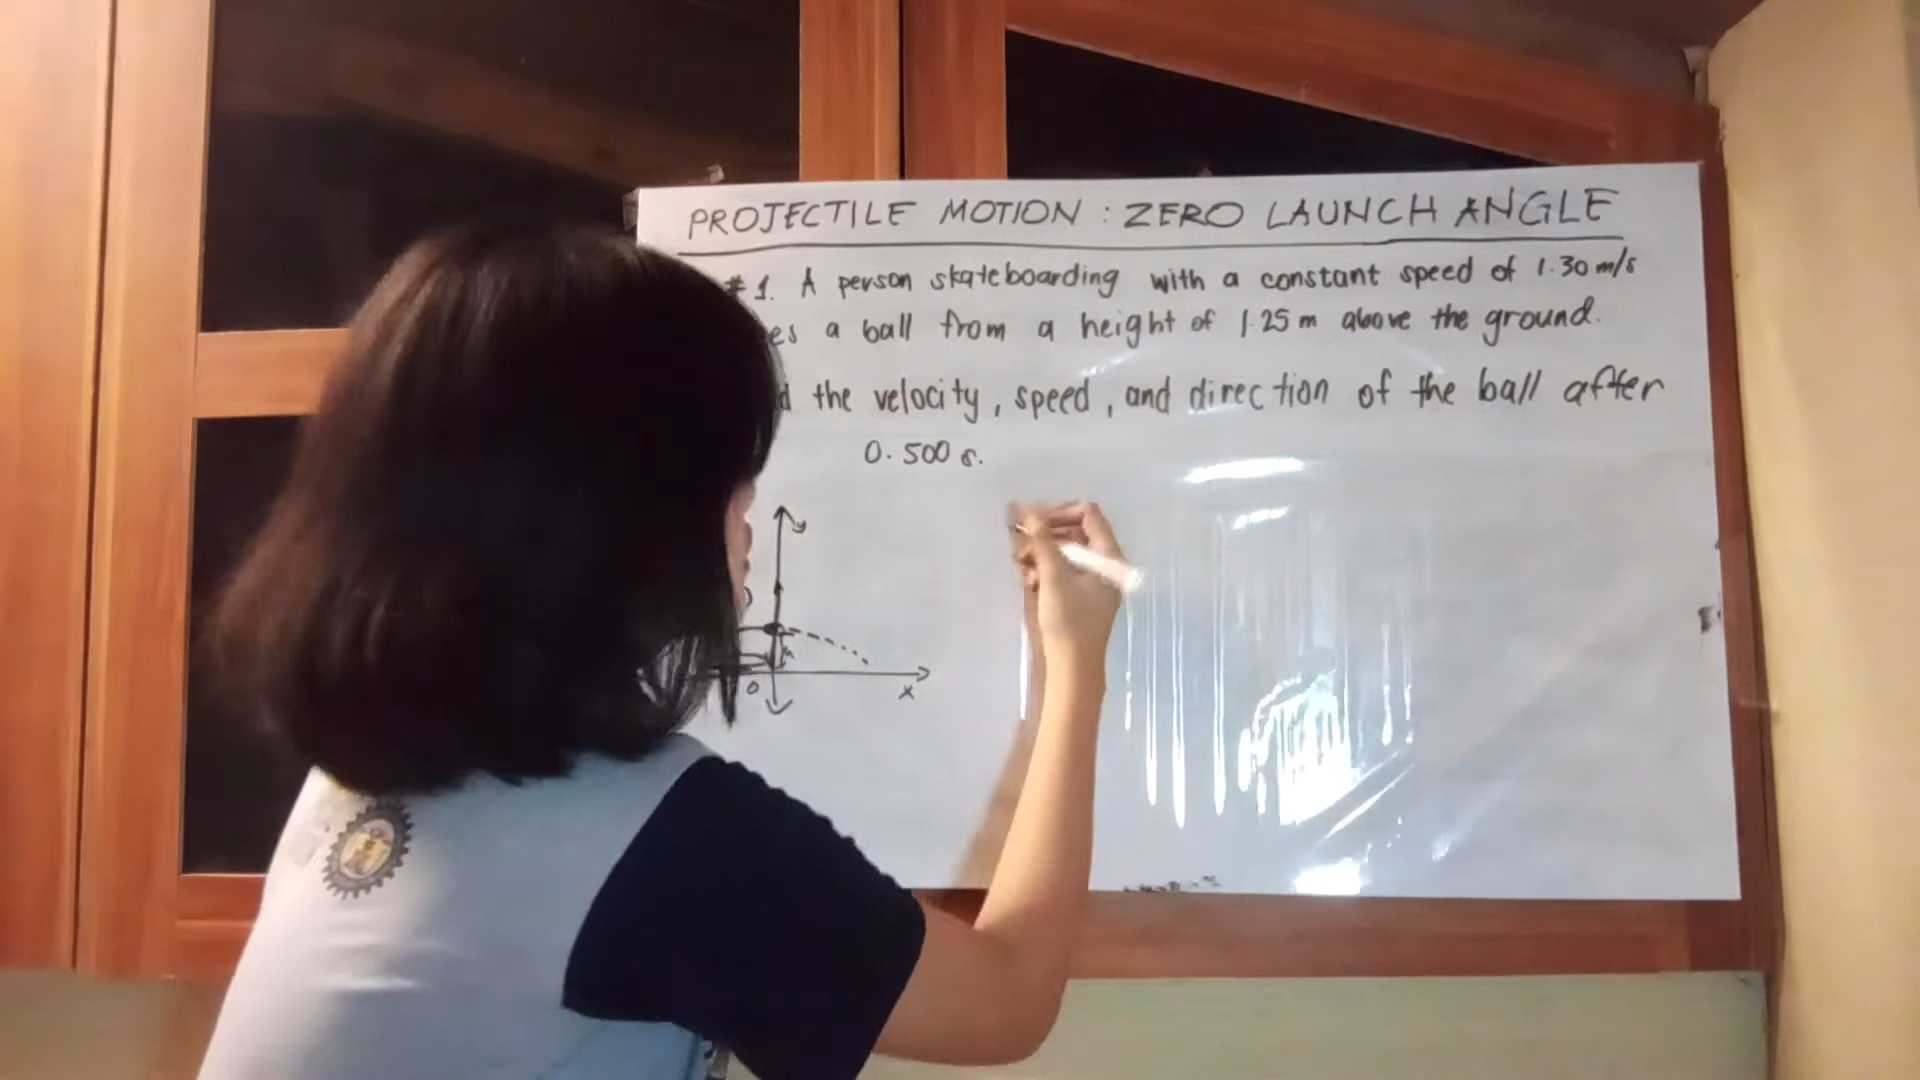 PROJECTILE MOTION : ZERO LAUNCH ANGLE
#1. A person skateboarding with a constant speed of 1.30 m/s
a ball from a height of 1.25 m above the ground.
the velocity, speed, and direction of the ball after
0.500 s.
y
0
x